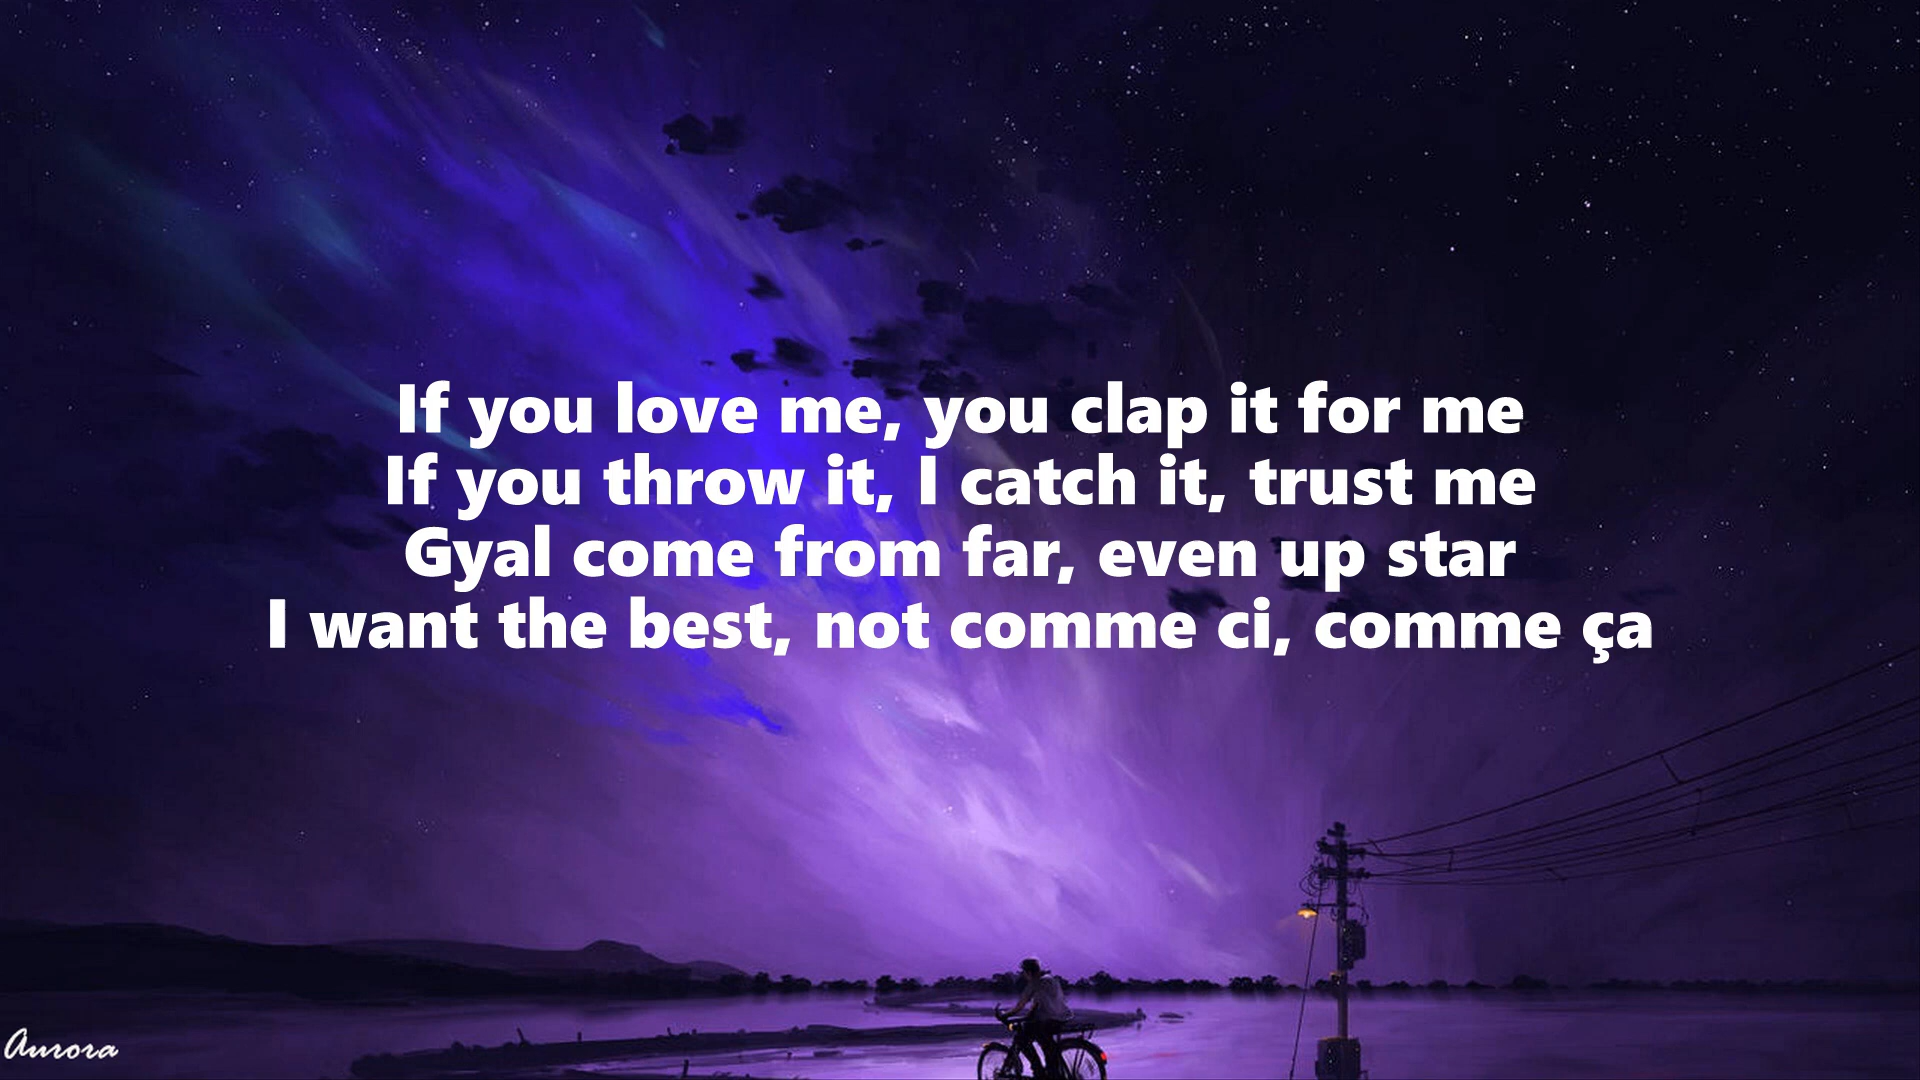 If you love me, you clap it for me
If you throw it, I catch it, trust me
Gyal come from far, even up star
I want the best, not comme ci, comme ça
Aurora